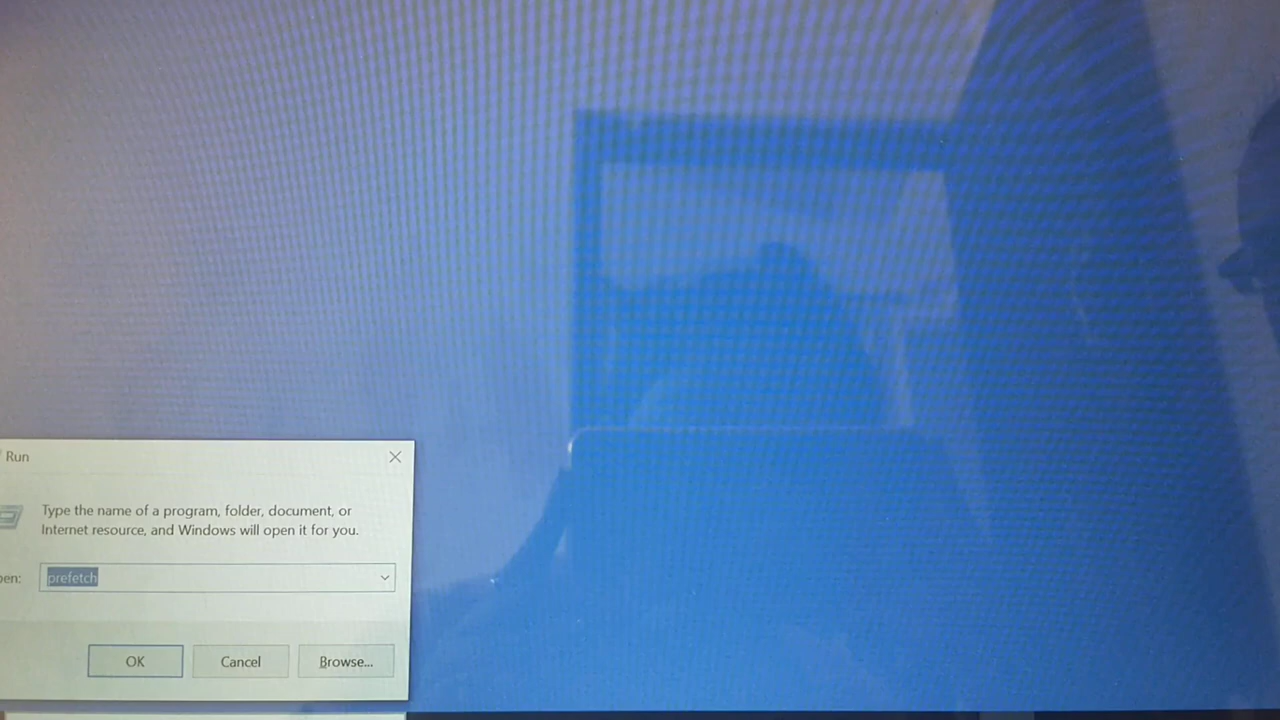 Run
Type the name of a program, folder, document, or
Internet resource, and Windows will open it for you.
pen: prefetch
OK Cancel Browse...